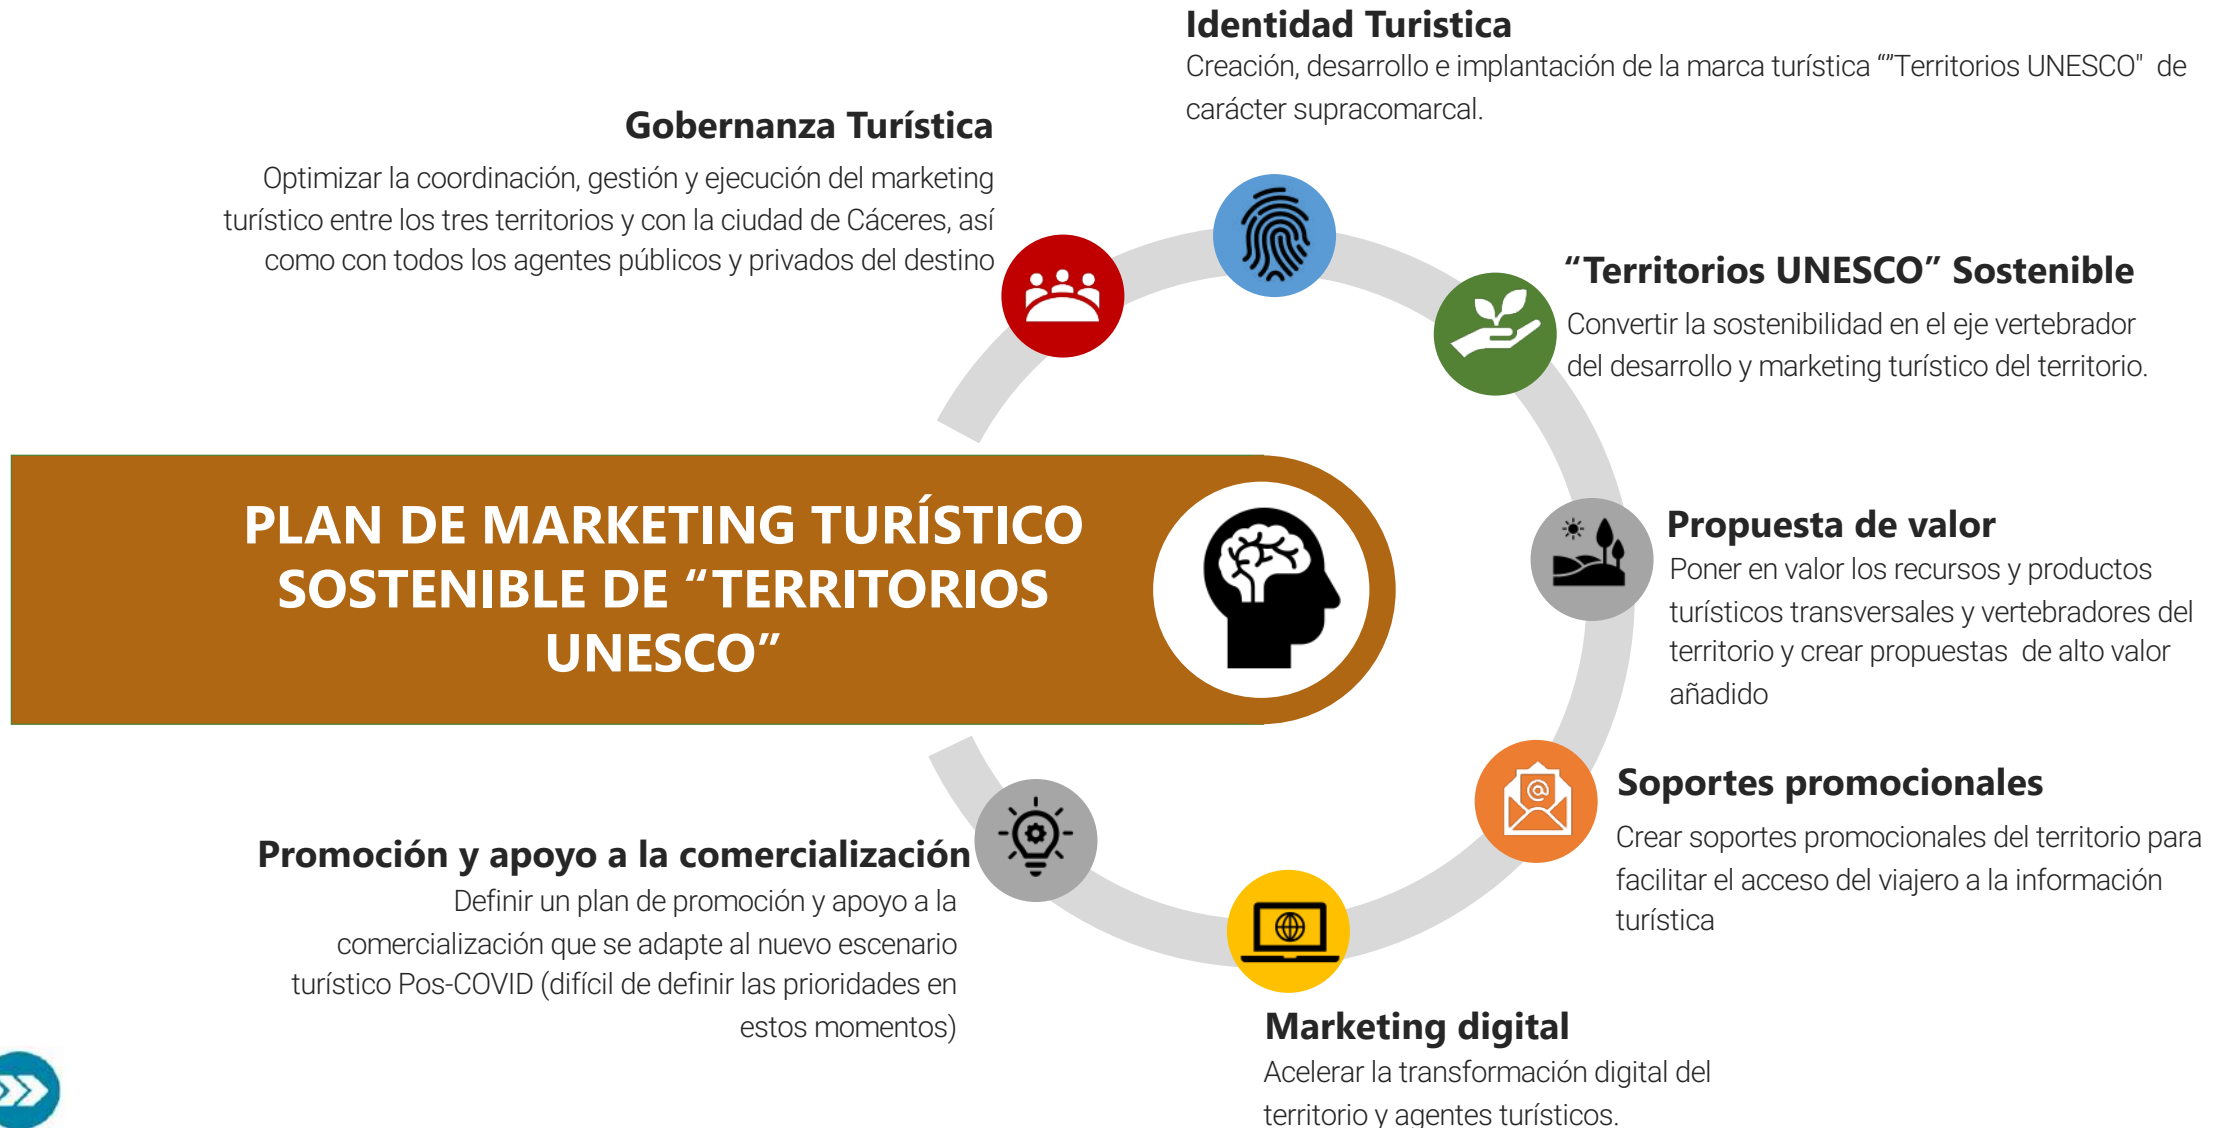 Identidad Turistica
Creación, desarrollo e implantación de la marca turística “”Territorios UNESCO" de
carácter supracomarcal.
Gobernanza Turística
Optimizar la coordinación, gestión y ejecución del marketing
turístico entre los tres territorios y con la ciudad de Cáceres, así
como con todos los agentes públicos y privados del destino
“Territorios UNESCO” Sostenible
Convertir la sostenibilidad en el eje vertebrador
del desarrollo y marketing turístico del territorio.
PLAN DE MARKETING TURÍSTICO
SOSTENIBLE DE “TERRITORIOS
UNESCO”
Propuesta de valor
Poner en valor los recursos y productos
turísticos transversales y vertebradores del
territorio y crear propuestas de alto valor
añadido
Soportes promocionales
Crear soportes promocionales del territorio para
facilitar el acceso del viajero a la información
turística
Promoción y apoyo a la comercialización
Definir un plan de promoción y apoyo a la
comercialización que se adapte al nuevo escenario
turístico Pos-COVID (difícil de definir las prioridades en
estos momentos)
Marketing digital
Acelerar la transformación digital del
territorio y agentes turísticos.